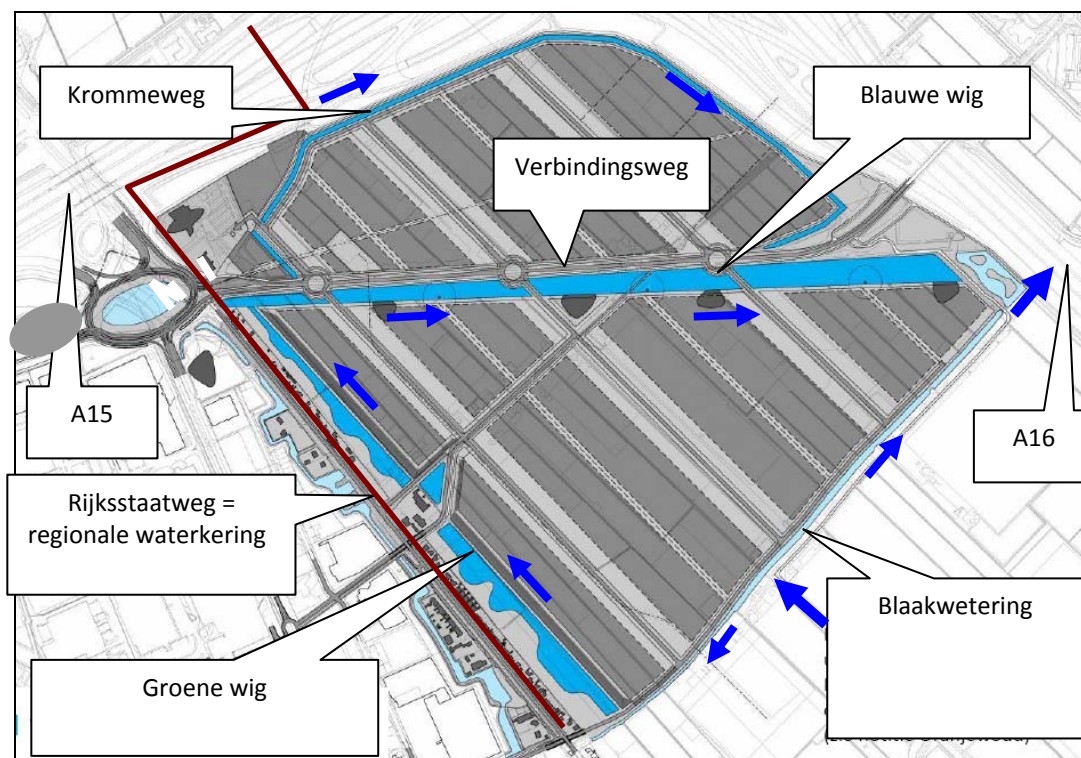 Krommeweg
Blauwe wig
Verbindingsweg
A15
A16
Rijksstaatweg =
regionale waterkering
Blaakwetering
Groene wig